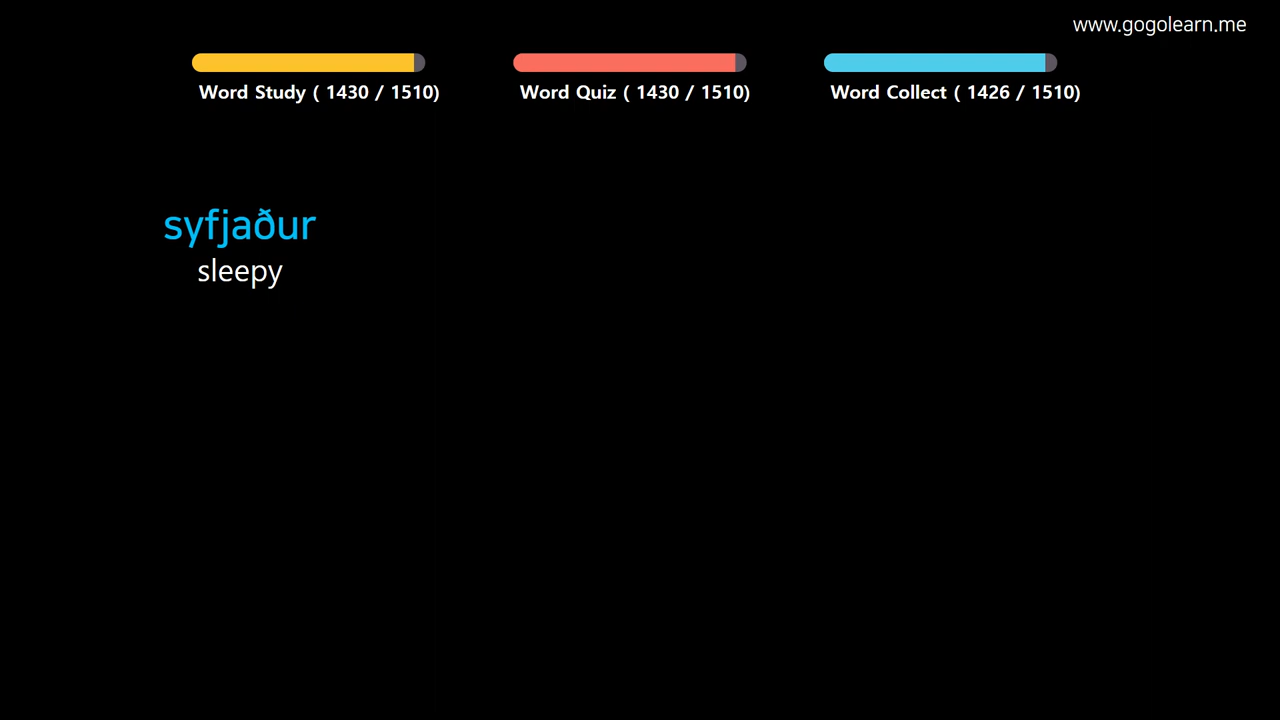 www.gogolearn.me
Word Study ( 1430 / 1510)
Word Quiz ( 1430 / 1510)
Word Collect ( 1426 / 1510)
syfjaður
sleepy